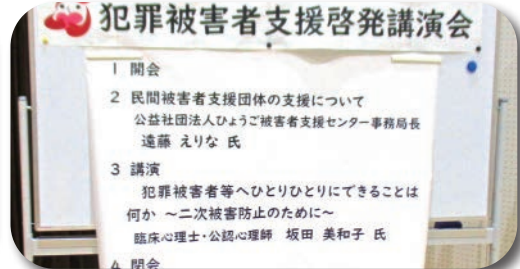 犯罪被害者支援啓発講演会
1 開会
2 民間被害者支援団体の支援について
公益社団法人ひょうご被害者支援センター事務局長
遠藤 えりな 氏
3 講演
犯罪被害者等へひとりひとりにできることは
何か ～二次被害防止のために～
臨床心理士・公認心理師 坂田 美和子 氏
4 閉会